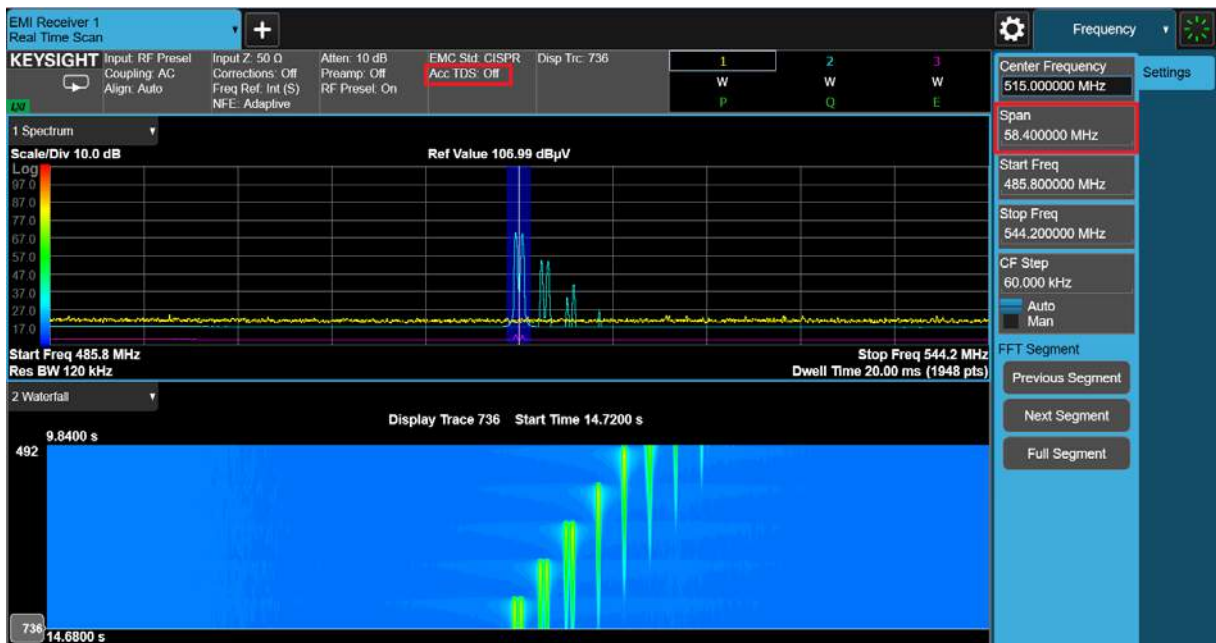 EMI Receiver 1
Real Time Scan
+
Frequency
KEYSIGHT
LXI
Input: RF Presel
Coupling: AC
Align: Auto
Input Z: 50 Ω
Corrections: Off
Freq Ref: Int (S)
NFE: Adaptive
Atten: 10 dB
Preamp: Off
RF Presel: On
EMC Std: CISPR
Acc TDS: Off
Disp Trc: 736
1 2 3
W W W
P Q E
1 Spectrum
Scale/Div 10.0 dB
Ref Value 106.99 dBµV
Log
97.0
87.0
77.0
67.0
57.0
47.0
37.0
27.0
17.0
Start Freq 485.8 MHz
Stop Freq 544.2 MHz
Res BW 120 kHz
Dwell Time 20.00 ms (1948 pts)
2 Waterfall
Display Trace 736 Start Time 14.7200 s
9.8400 s
492
736
14.6800 s
Center Frequency
515.000000 MHz
Settings
Span
58.400000 MHz
Start Freq
485.800000 MHz
Stop Freq
544.200000 MHz
CF Step
60.000 kHz
Auto
Man
FFT Segment
Previous Segment
Next Segment
Full Segment